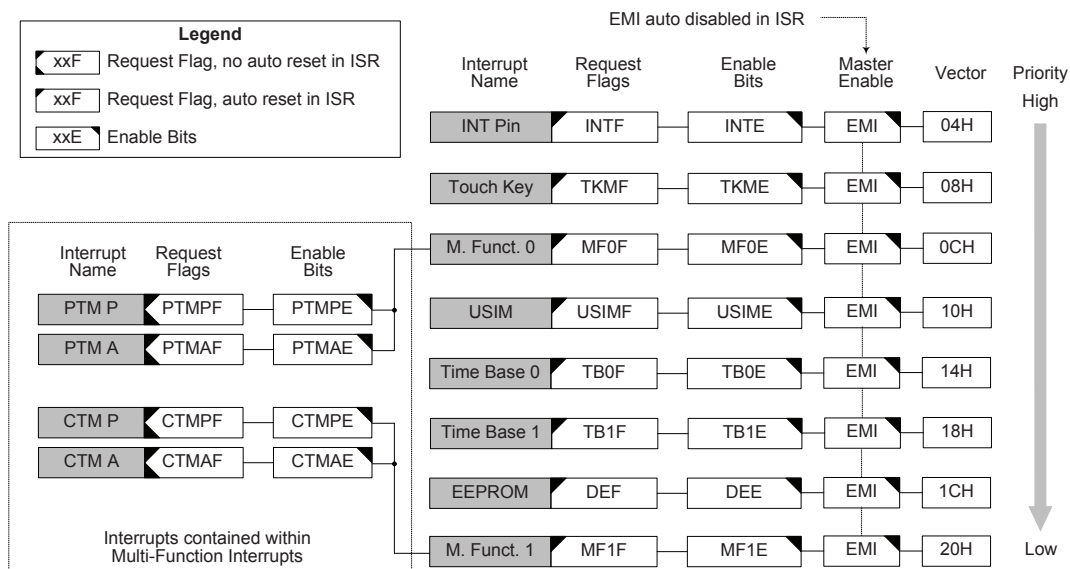 EMI auto disabled in ISR
Legend
xxF Request Flag, no auto reset in ISR
xxF Request Flag, auto reset in ISR
xxE Enable Bits
Interrupt Name Request Flags Enable Bits Master Enable Vector Priority
High
INT Pin INTF INTE EMI 04H
Touch Key TKMF TKME EMI 08H
M. Funct. 0 MF0F MF0E EMI 0CH
USIM USIMF USIME EMI 10H
Time Base 0 TB0F TB0E EMI 14H
Time Base 1 TB1F TB1E EMI 18H
EEPROM DEF DEE EMI 1CH
M. Funct. 1 MF1F MF1E EMI 20H Low
Interrupt Name Request Flags Enable Bits
PTM P PTMPF PTMPE
PTM A PTMAF PTMAE
CTM P CTMPF CTMPE
CTM A CTMAF CTMAE
Interrupts contained within
Multi-Function Interrupts